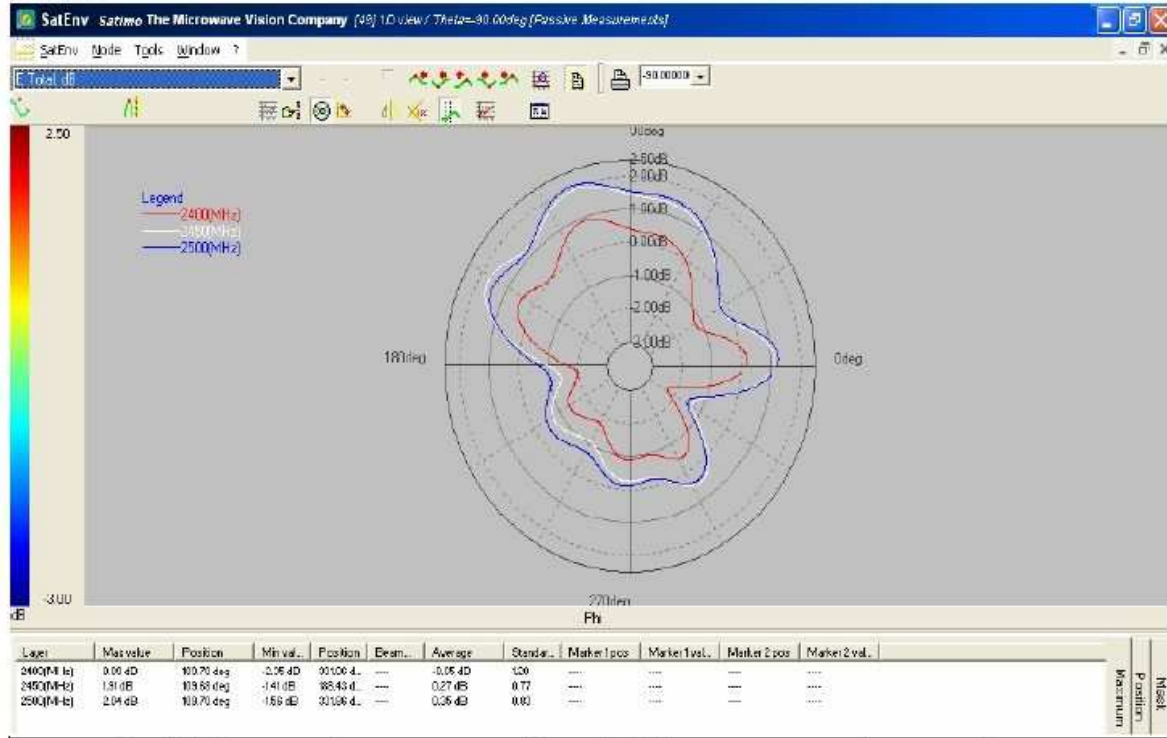 SatEnv Satimo The Microwave Vision Company [49] 1D view / Theta=-90.00deg [Passive Measurements]
SatEnv Node Tools Window ?
E Total dB
-90.00000
2.50
Legend
2400(MHz)
2450(MHz)
2500(MHz)
90deg
2.50dB
2.00dB
1.00dB
0.00dB
-1.00dB
-2.00dB
-3.00dB
180deg
0deg
270deg
-3.00
dB
Phi
Layer Max value Position Min val... Position Beam... Average Standar... Marker 1 pos Marker 1 val... Marker 2 pos Marker 2 val...
2400(MHz) dB deg dB d... ---- dB ---- ---- ---- ----
2450(MHz) 1.91 dB 109.68 deg -1.41 dB d... ---- 0.27 dB 0.77 ---- ---- ---- ----
2500(MHz) 2.04 dB deg -1.56 dB d... ---- 0.35 dB ---- ---- ---- ----
Maximum
Position
Mask